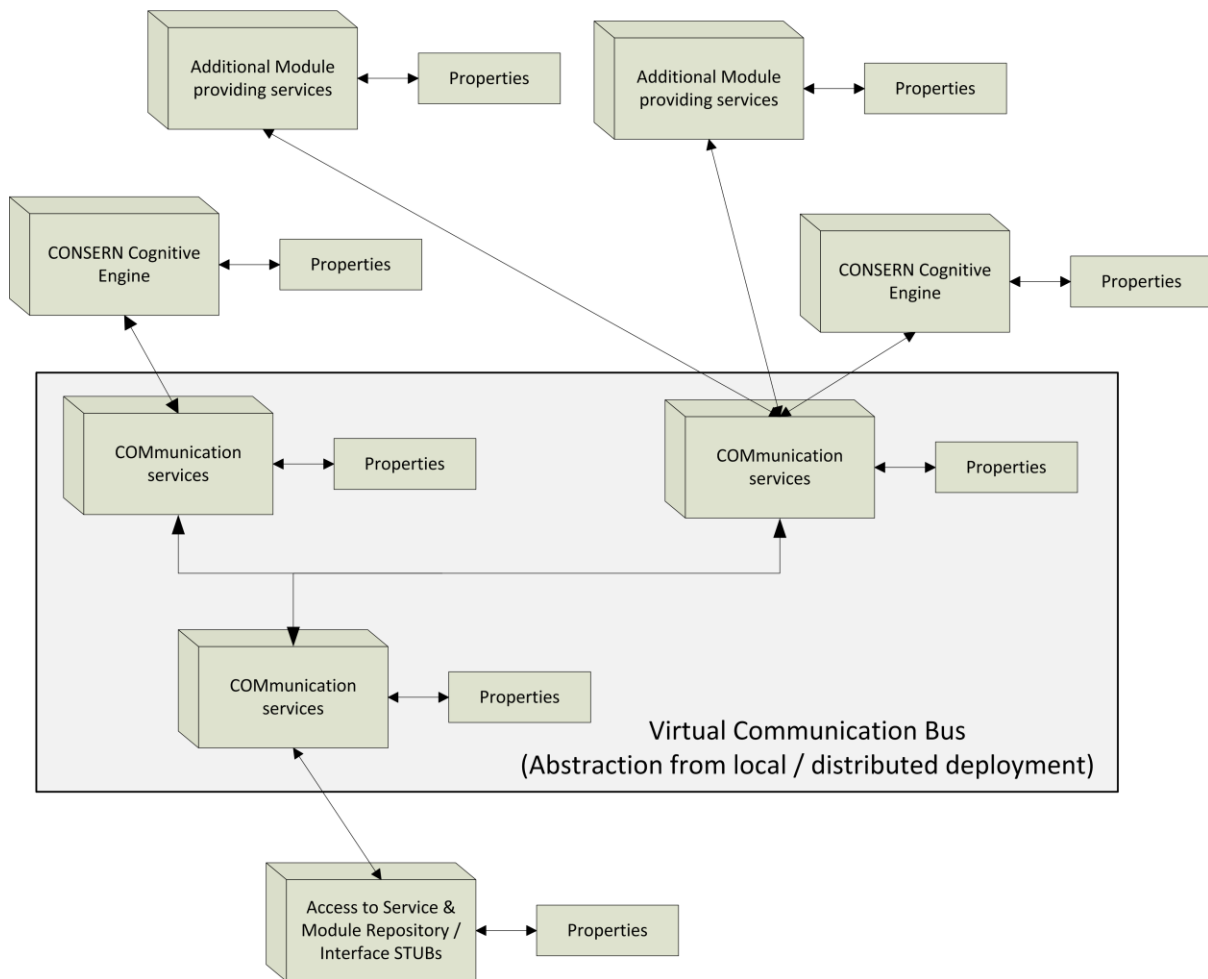 Additional Module
providing services
Properties
Additional Module
providing services
Properties
CONSERN Cognitive
Engine
Properties
CONSERN Cognitive
Engine
Properties
COMmunication
services
Properties
COMmunication
services
Properties
COMmunication
services
Properties
Virtual Communication Bus
(Abstraction from local / distributed deployment)
Access to Service &
Module Repository /
Interface STUBs
Properties